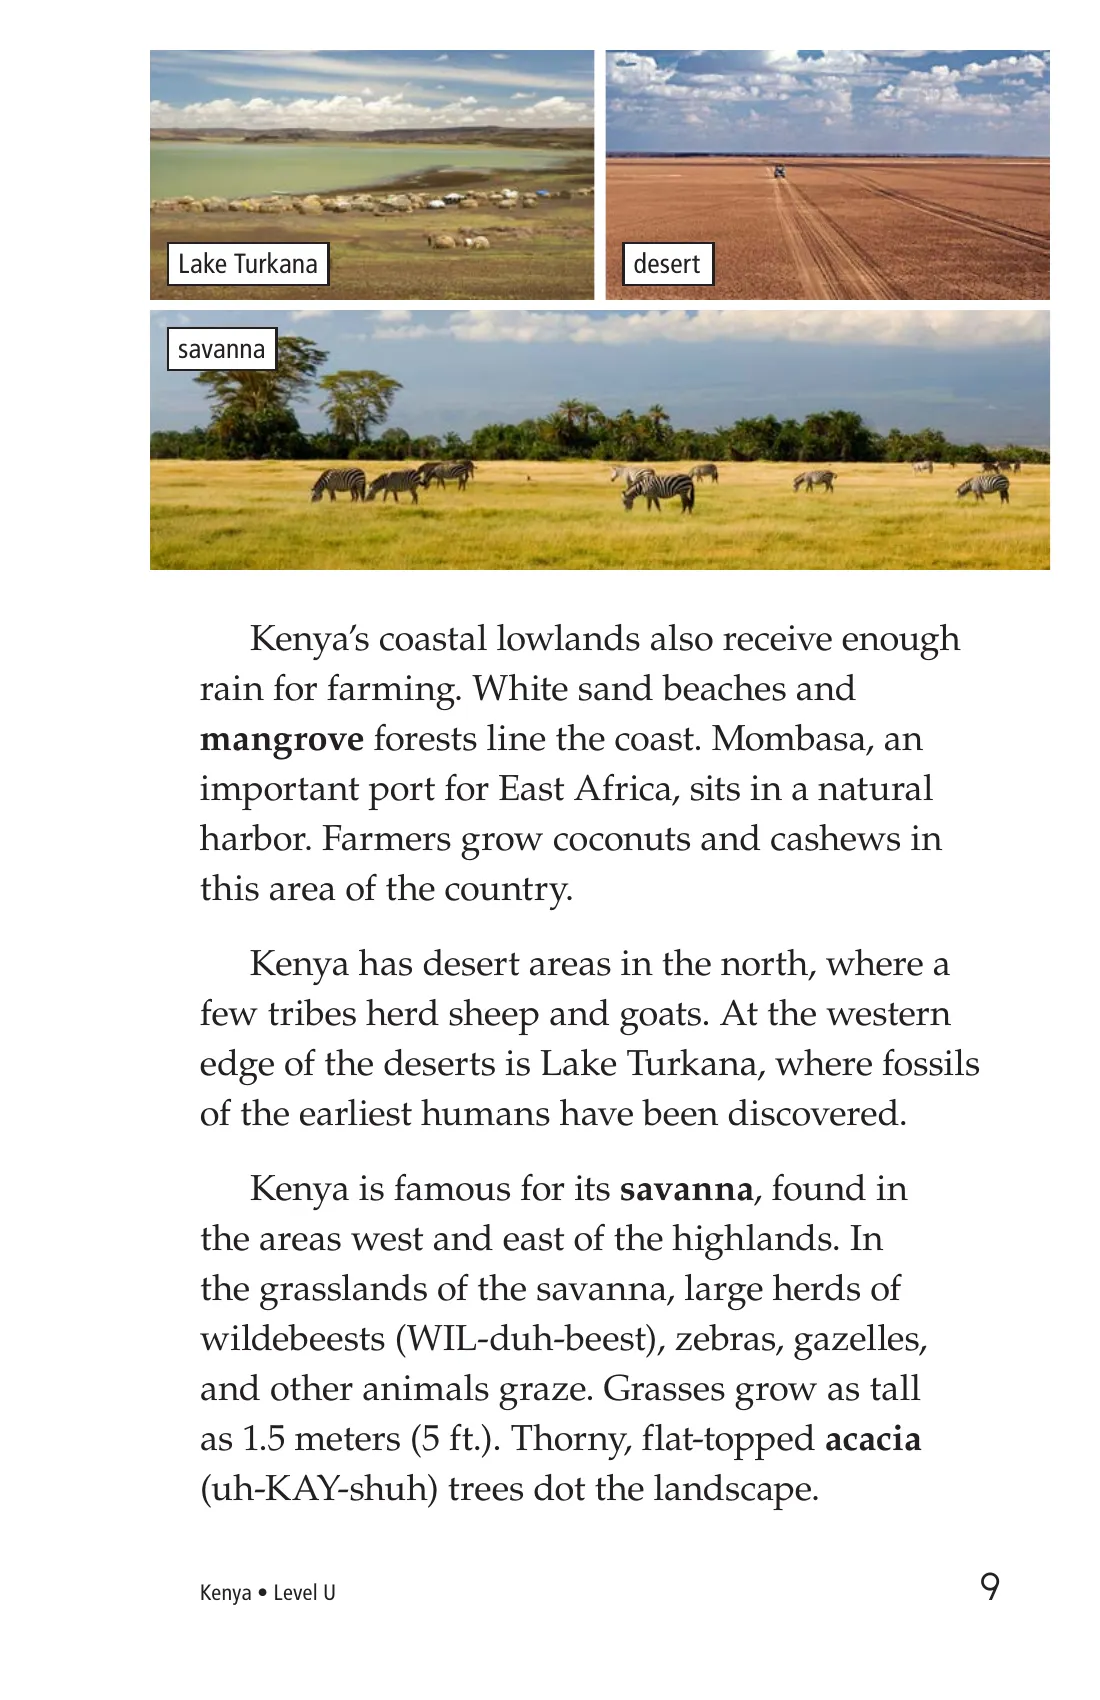 Lake Turkana
desert
savanna
Kenya’s coastal lowlands also receive enough
rain for farming. White sand beaches and
mangrove forests line the coast. Mombasa, an
important port for East Africa, sits in a natural
harbor. Farmers grow coconuts and cashews in
this area of the country.
Kenya has desert areas in the north, where a
few tribes herd sheep and goats. At the western
edge of the deserts is Lake Turkana, where fossils
of the earliest humans have been discovered.
Kenya is famous for its savanna, found in
the areas west and east of the highlands. In
the grasslands of the savanna, large herds of
wildebeests (WIL-duh-beest), zebras, gazelles,
and other animals graze. Grasses grow as tall
as 1.5 meters (5 ft.). Thorny, flat-topped acacia
(uh-KAY-shuh) trees dot the landscape.
Kenya • Level U
9